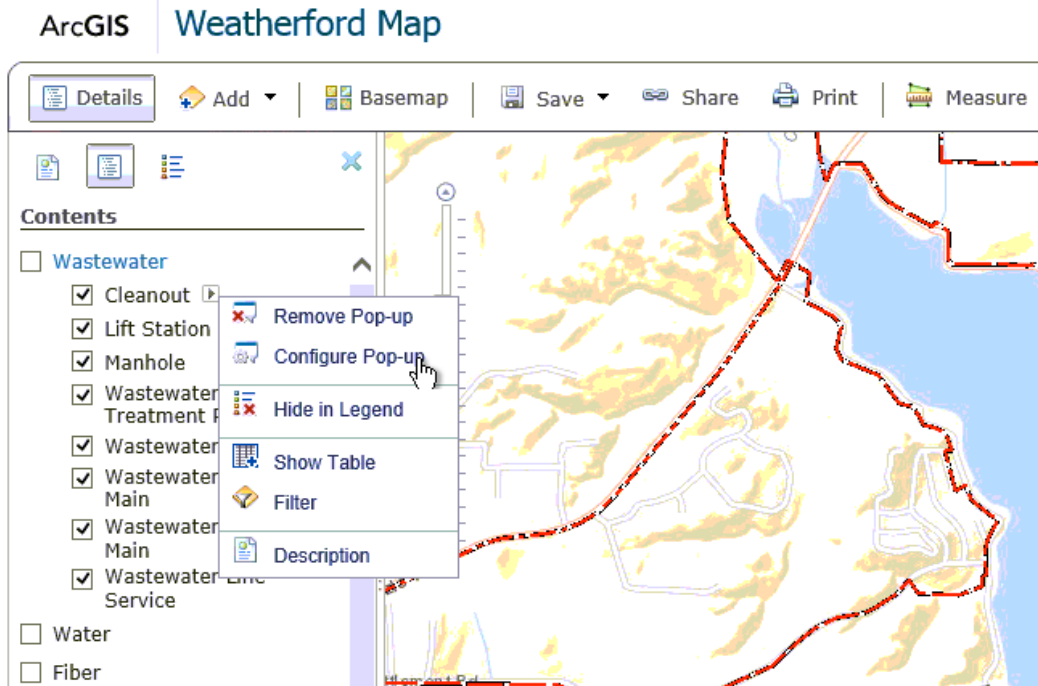 ArcGIS Weatherford Map
Details Add Basemap Save Share Print Measure
Contents
Wastewater
Cleanout
Remove Pop-up
Lift Station
Configure Pop-up
Manhole
Wastewater
Treatment
Hide in Legend
Wastewater
Show Table
Wastewater
Main
Filter
Wastewater
Main
Description
Wastewater Line
Service
Water
Fiber